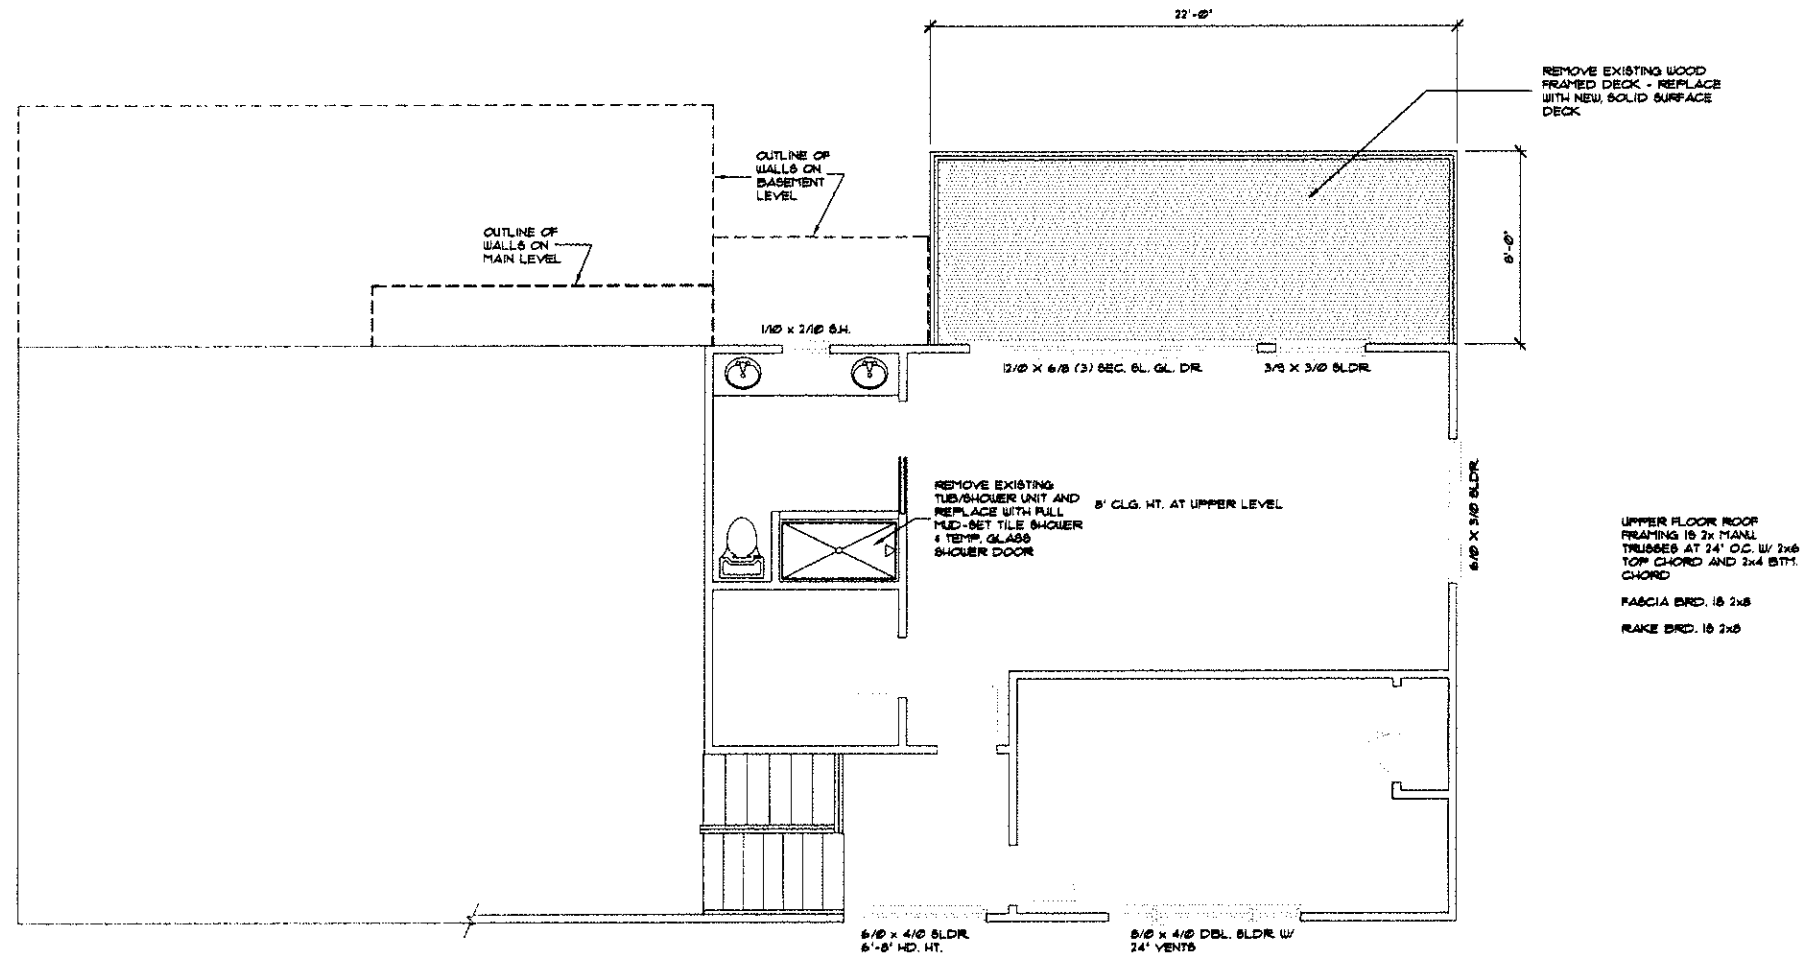 22'-0"
REMOVE EXISTING WOOD
FRAMED DECK - REPLACE
WITH NEW, SOLID SURFACE
DECK
OUTLINE OF
WALLS ON
BASEMENT
LEVEL
OUTLINE OF
WALLS ON
MAIN LEVEL
8'-0"
1/10 x 2/10 S.H.
12/0 X 6/8 (3) SEC. SL. GL. DR.
3/5 X 3/0 SLDR.
REMOVE EXISTING
TUB/SHOWER UNIT AND
REPLACE WITH FULL
MUD-SET TILE SHOWER
& TEMP. GLASS
SHOWER DOOR
8' CLG. HT. AT UPPER LEVEL
6/0 X 3/0 SLDR.
UPPER FLOOR ROOF
FRAMING IS 2x MANU.
TRUSSES AT 24" O.C. W/ 2x6
TOP CHORD AND 2x4 BTM.
CHORD
FASCIA BRD. IS 2x8
RAKE BRD. IS 2x8
6/0 x 4/0 SLDR.
6'-8" HD. HT.
8/0 x 4/0 DBL. SLDR W/
24" VENTS